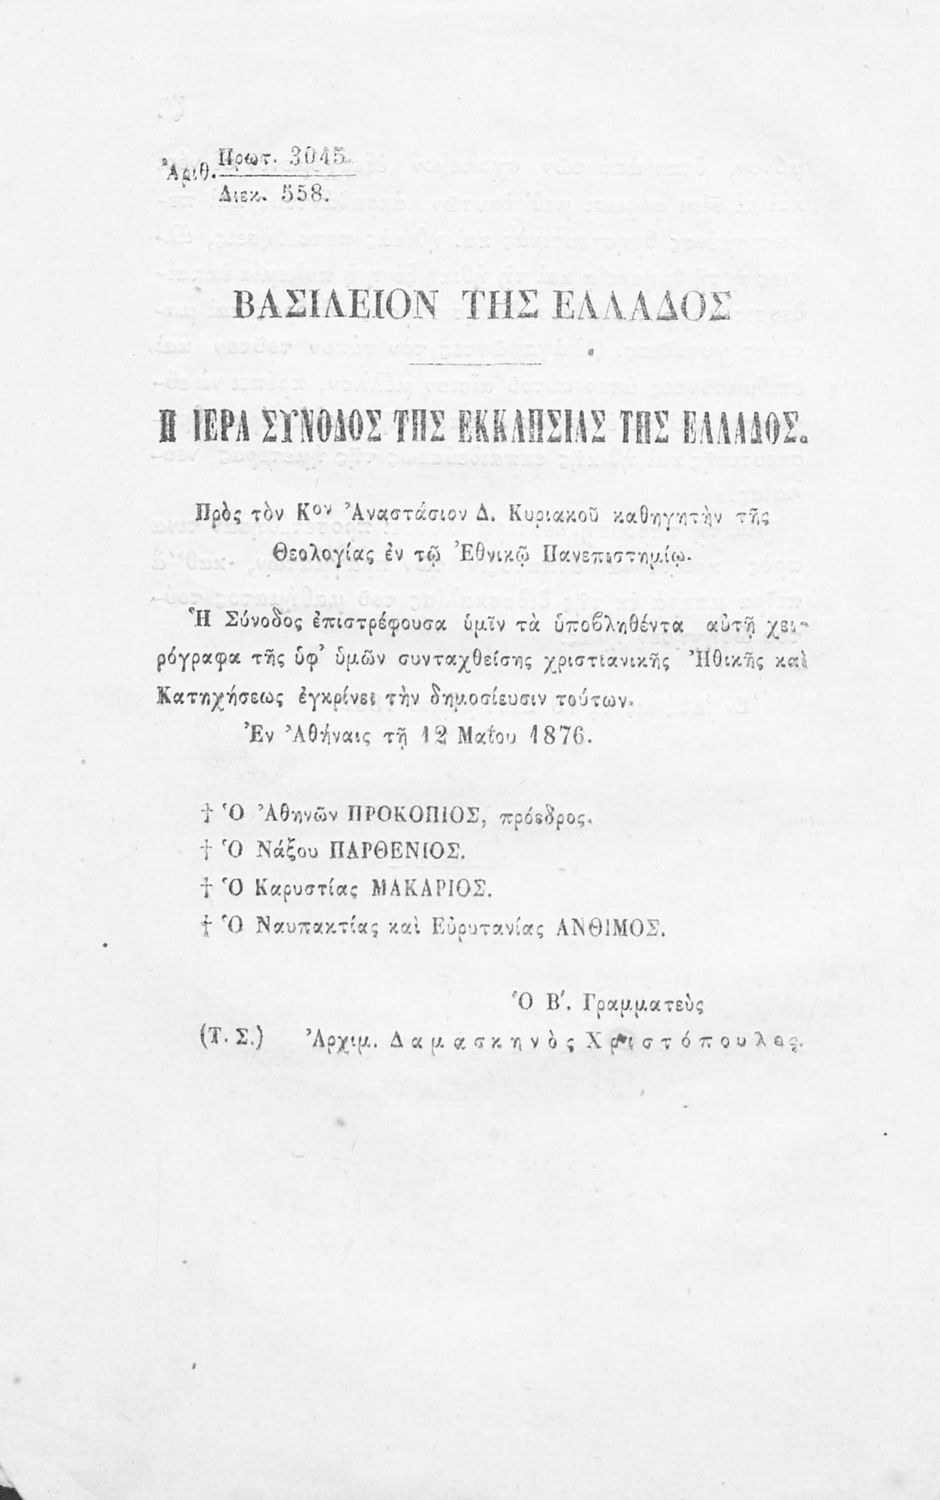 Ἀριθ. Πρωτ. 3045.
Διεκ. 558.
ΒΑΣΙΛΕΙΟΝ ΤΗΣ ΕΛΛΑΔΟΣ
Η ΙΕΡΑ ΣΥΝΟΔΟΣ ΤΗΣ ΕΚΚΛΗΣΙΑΣ ΤΗΣ ΕΛΛΑΔΟΣ.
Πρὸς τὸν Κον Ἀναστάσιον Δ. Κυριακοῦ καθηγητὴν τῆς
Θεολογίας ἐν τῷ Ἐθνικῷ Πανεπιστημίῳ.
Ἡ Σύνοδος ἐπιστρέφουσα ὑμῖν τὰ ὑποβληθέντα αὐτῇ χει-
ρόγραφα τῆς ὑφ᾽ ὑμῶν συνταχθείσης χριστιανικῆς Ἠθικῆς καὶ
Κατηχήσεως ἐγκρίνει τὴν δημοσίευσιν τούτων.
Ἐν Ἀθήναις τῇ 12 Μαΐου 1876.
† Ὁ Ἀθηνῶν ΠΡΟΚΟΠΙΟΣ, πρόεδρος.
† Ὁ Νάξου ΠΑΡΘΕΝΙΟΣ.
† Ὁ Καρυστίας ΜΑΚΑΡΙΟΣ.
† Ὁ Ναυπακτίας καὶ Εὐρυτανίας ΑΝΘΙΜΟΣ.
Ὁ Β΄. Γραμματεὺς
(Τ. Σ.) Ἀρχιμ. Δαμασκηνὸς Χριστόπουλος.